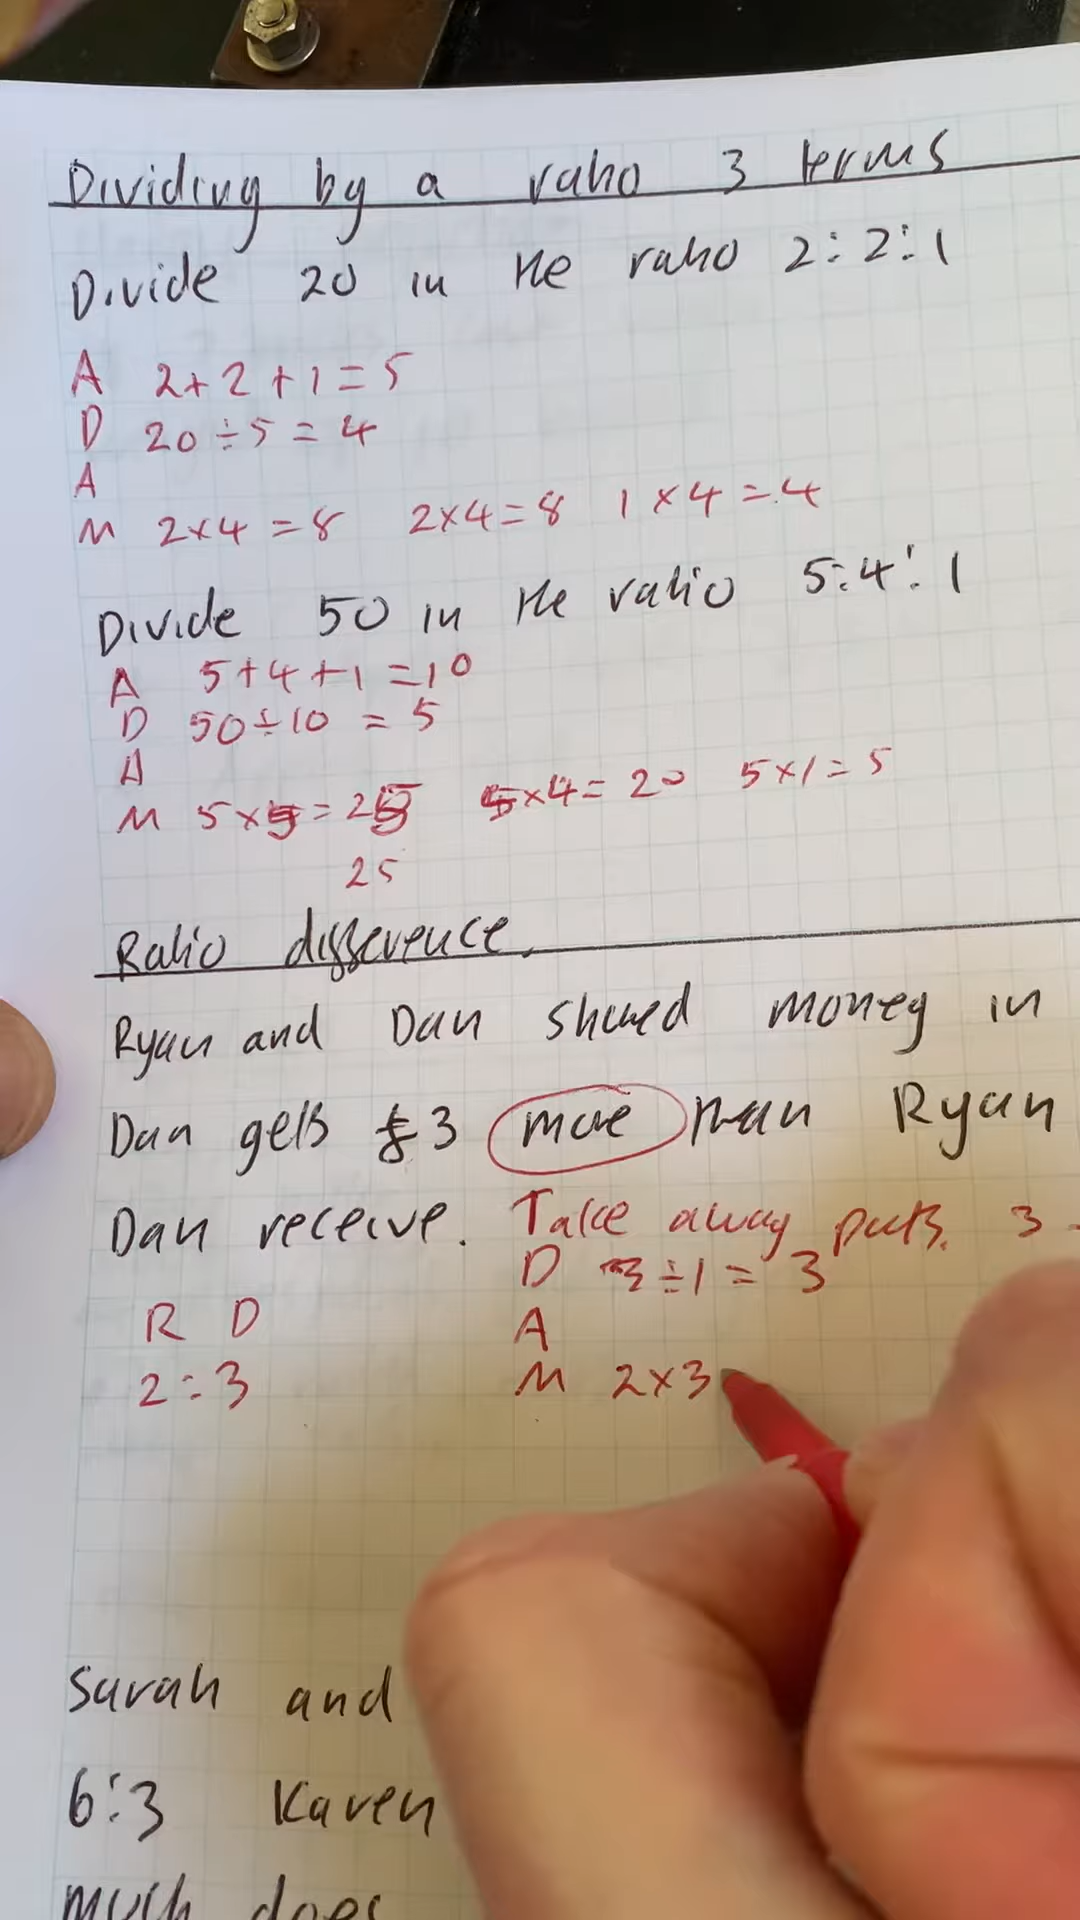 Dividing by a ratio 3 terms
Divide 20 in the ratio 2:2:1
A 2+2+1=5
D 20÷5=4
A
M 2×4=8 2×4=8 1×4=4
Divide 50 in the ratio 5:4:1
A 5+4+1=10
D 50÷10=5
A
M 5×5=25 5×4=20 5×1=5
25
Ratio difference.
Ryan and Dan shared money in
Dan gets £3 more than Ryan
Dan receive. Take away parts. 3-
D 3÷1=3
R D A
2:3 M 2×3
Sarah and
6:3 Karen
much does